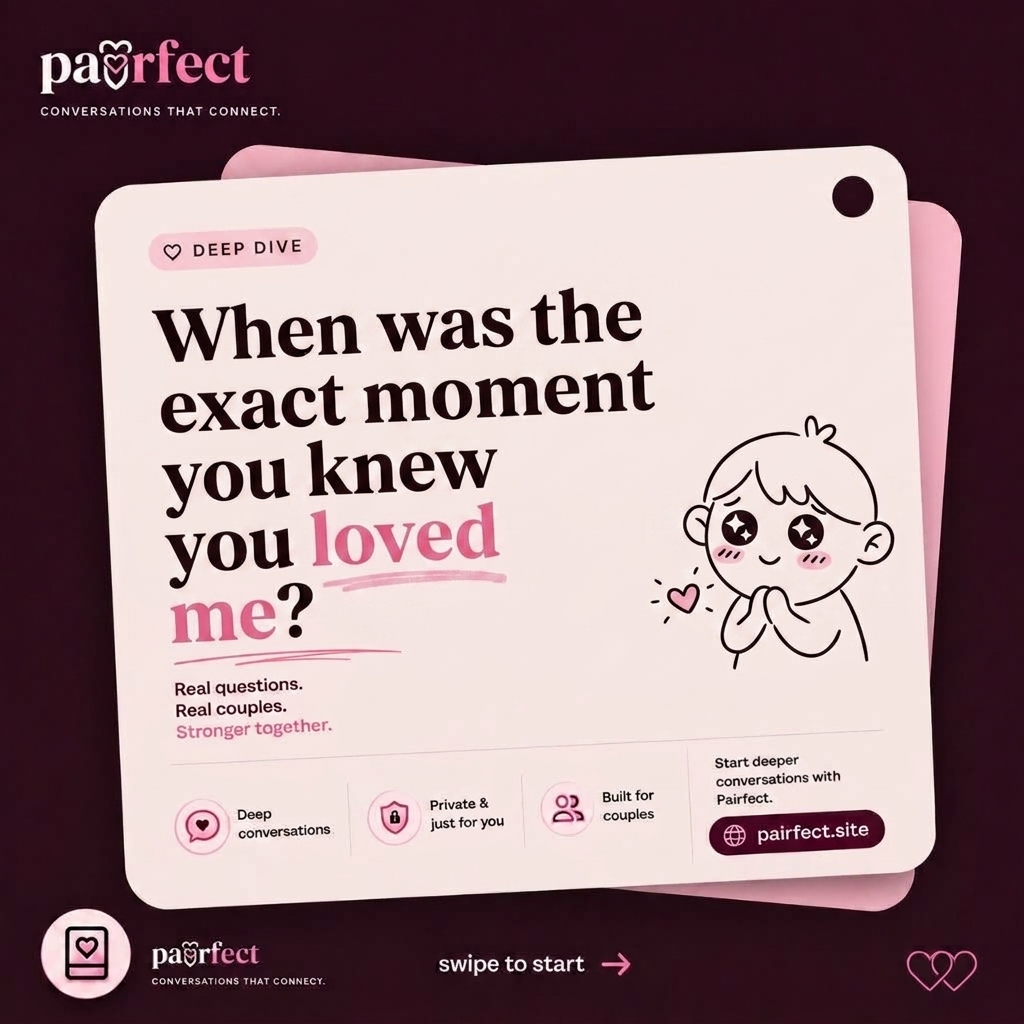 pairfect
CONVERSATIONS THAT CONNECT.
DEEP DIVE
When was the
exact moment
you knew
you loved
me?
Real questions.
Real couples.
Stronger together.
Deep
conversations
Private &
just for you
Built for
couples
Start deeper
conversations with
Pairfect.
pairfect.site
pairfect
CONVERSATIONS THAT CONNECY.
swipe to start